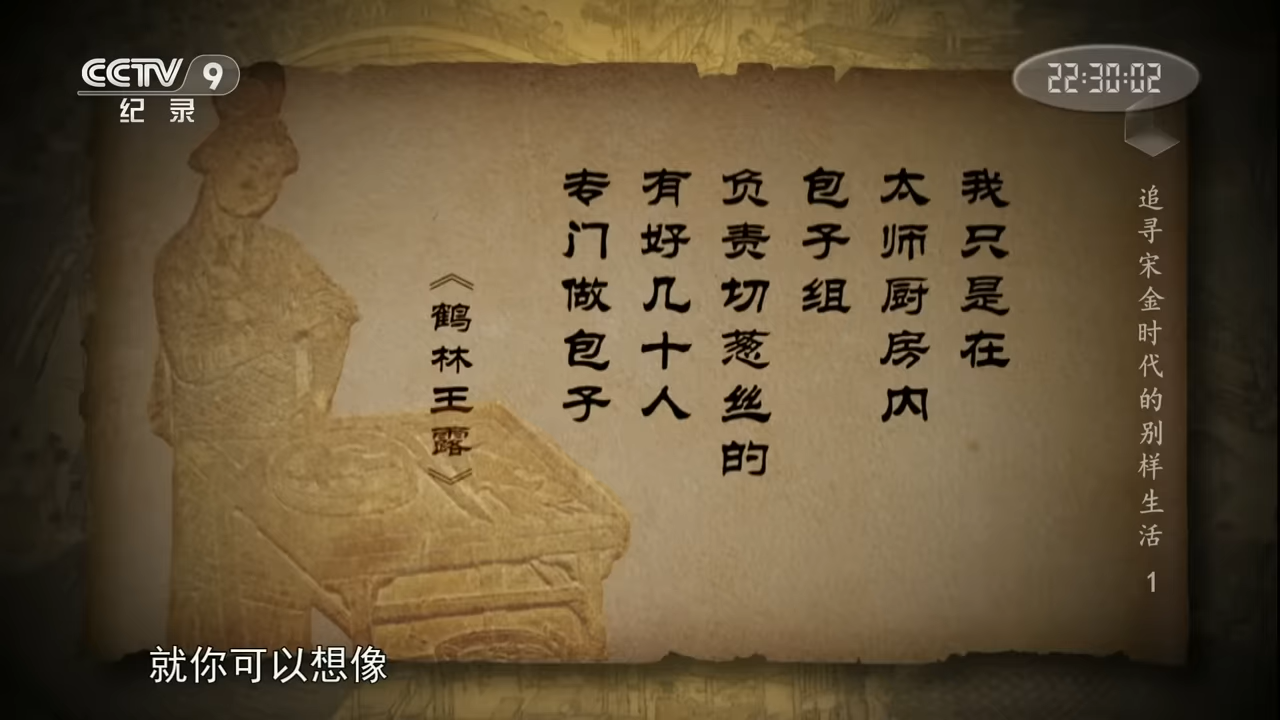 CCTV 9
纪录
22:30:02
我只是在
太师厨房内
包子组
负责切葱丝的
有好几十人
专门做包子
《鹤林玉露》
追寻宋金时代的别样生活 1
就你可以想像